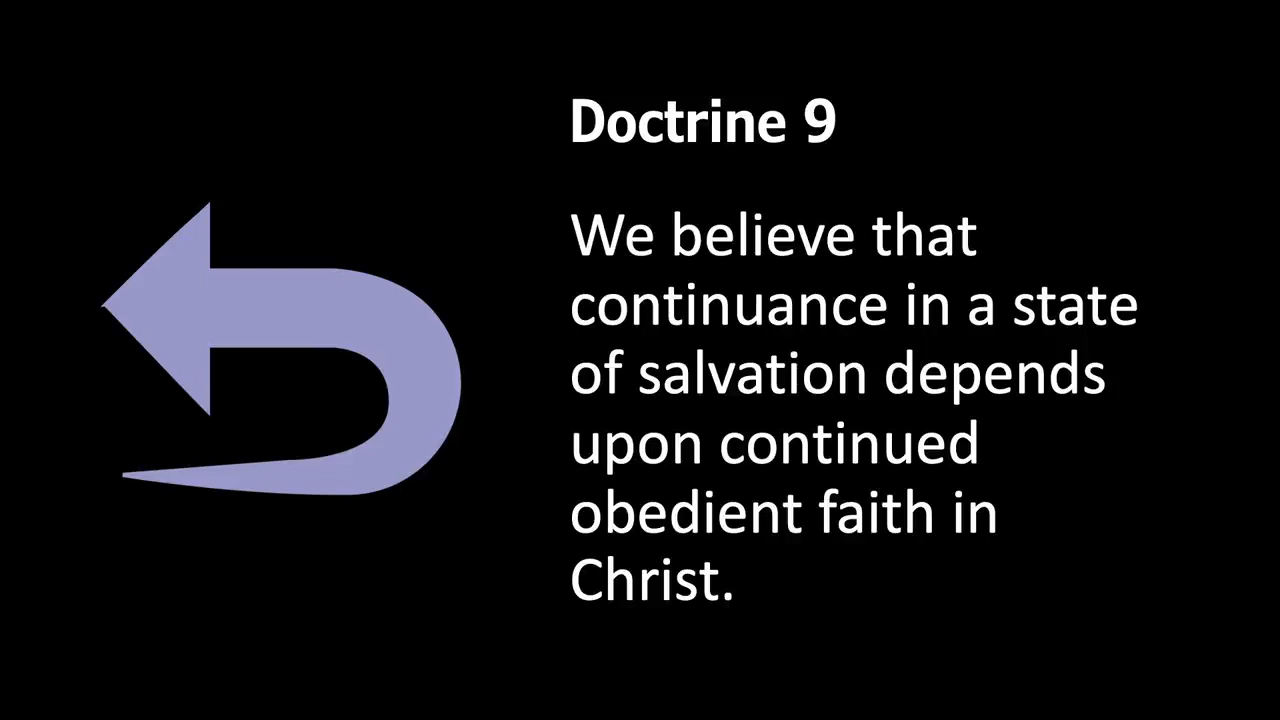 Doctrine 9
We believe that
continuance in a state
of salvation depends
upon continued
obedient faith in
Christ.